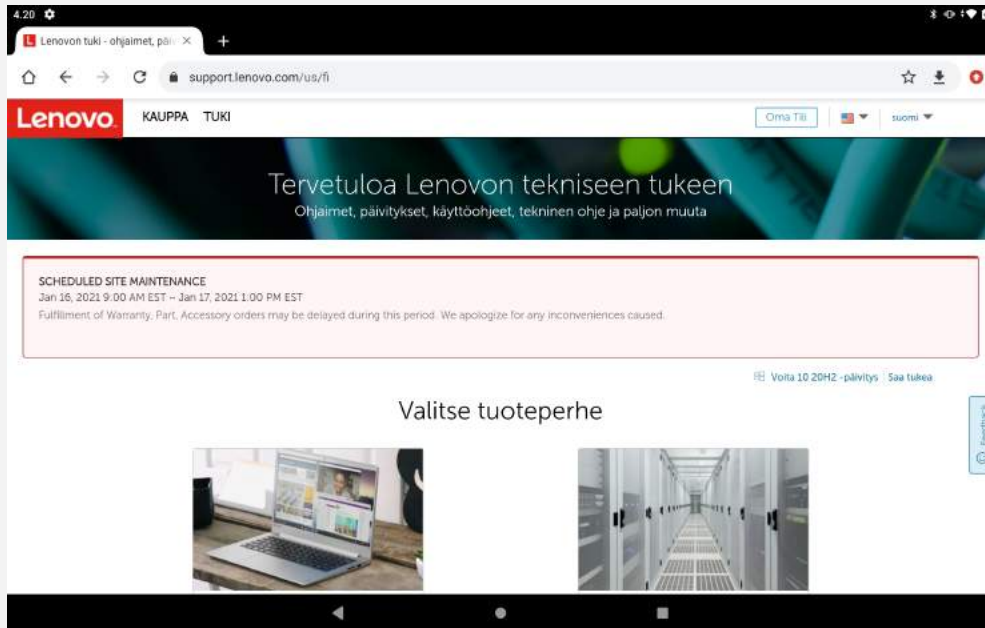 4.20
Lenovon tuki - ohjaimet, päi
support.lenovo.com/us/fi
Lenovo.
KAUPPA TUKI
Oma Tili
suomi
Tervetuloa Lenovon tekniseen tukeen
Ohjaimet, päivitykset, käyttöohjeet, tekninen ohje ja paljon muuta
SCHEDULED SITE MAINTENANCE
Jan 16, 2021 9:00 AM EST – Jan 17, 2021 1:00 PM EST
Fulfillment of Warranty, Part, Accessory orders may be delayed during this period. We apologize for any inconveniences caused.
Voita 10 20H2 -päivitys Saa tukea
Feedback
Valitse tuoteperhe